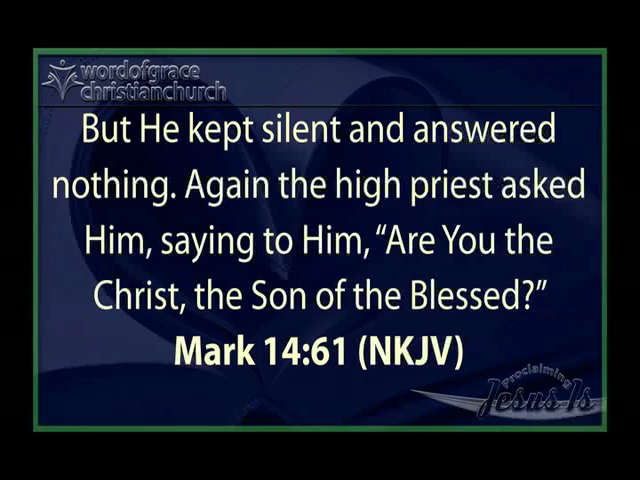 wordofgrace
christianchurch
But He kept silent and answered
nothing. Again the high priest asked
Him, saying to Him, “Are You the
Christ, the Son of the Blessed?”
Mark 14:61 (NKJV)
Proclaiming
Jesus Is